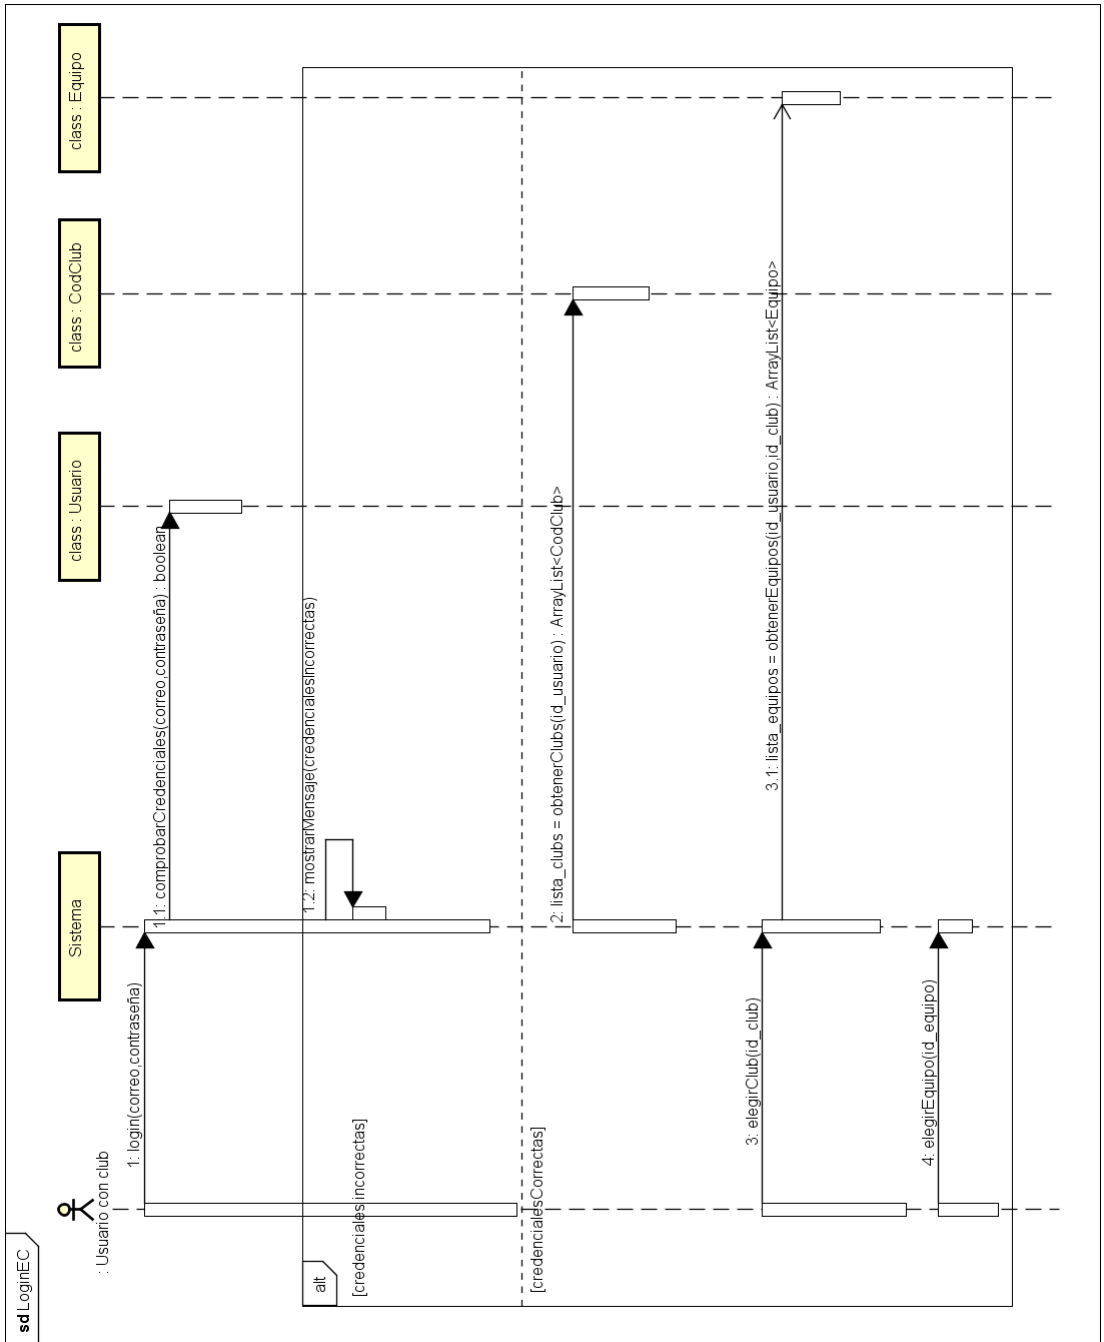 sd LoginEC
: Usuario con club
Sistema
class : Usuario
class : CodClub
class : Equipo
1: login(correo,contraseña)
1.1: comprobarCredenciales(correo,contraseña) : boolean
alt
[credenciales incorrectas]
1.2: mostrarMensaje(credencialesIncorrectas)
[credencialesCorrectas]
2: lista_clubs = obtenerClubs(id_usuario) : ArrayList<CodClub>
3: elegirClub(id_club)
3.1: lista_equipos = obtenerEquipos(id_usuario,id_club) : ArrayList<Equipo>
4: elegirEquipo(id_equipo)